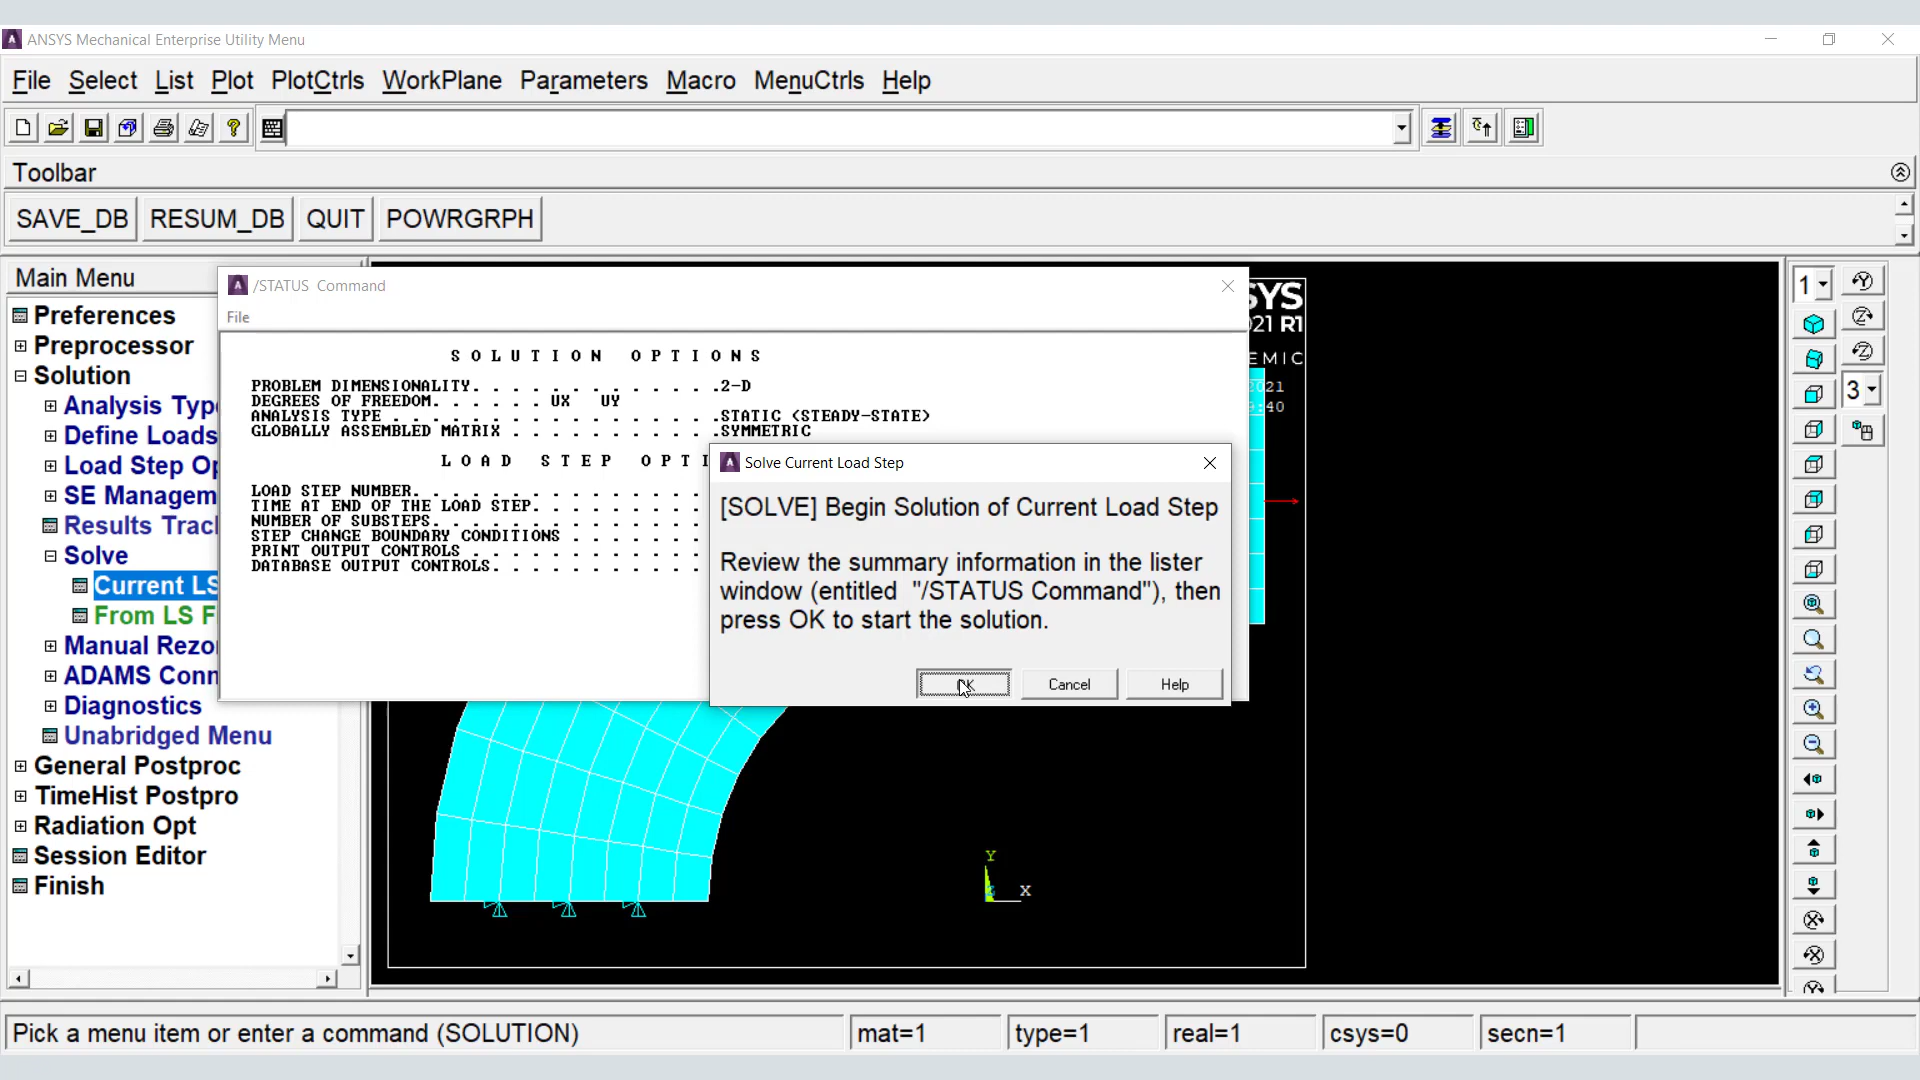 ANSYS Mechanical Enterprise Utility Menu
File Select List Plot PlotCtrls WorkPlane Parameters Macro MenuCtrls Help
Toolbar
SAVE_DB RESUM_DB QUIT POWRGRPH
Main Menu
Preferences
Preprocessor
Solution
Analysis Typ
Define Loads
Load Step Op
SE Managem
Results Trac
Solve
Current LS
From LS F
Manual Rezo
ADAMS Conn
Diagnostics
Unabridged Menu
General Postproc
TimeHist Postpro
Radiation Opt
Session Editor
Finish
/STATUS Command
File
S O L U T I O N O P T I O N S
PROBLEM DIMENSIONALITY. . . . . . . . . . . . .2-D
DEGREES OF FREEDOM. . . . . . UX UY
ANALYSIS TYPE . . . . . . . . . . . . . . . . .STATIC (STEADY-STATE)
GLOBALLY ASSEMBLED MATRIX . . . . . . . . . . .SYMMETRIC
L O A D S T E P O P T I
LOAD STEP NUMBER. . . . . . . . . . . . . . .
TIME AT END OF THE LOAD STEP. . . . . . . . .
NUMBER OF SUBSTEPS. . . . . . . . . . . . . .
STEP CHANGE BOUNDARY CONDITIONS . . . . . . .
PRINT OUTPUT CONTROLS . . . . . . . . . . . .
DATABASE OUTPUT CONTROLS. . . . . . . . . . .
Solve Current Load Step
[SOLVE] Begin Solution of Current Load Step
Review the summary information in the lister
window (entitled "/STATUS Command"), then
press OK to start the solution.
OK Cancel Help
SYS
021 R1
EMIC
2021
9:40
Y
X
1
3
Pick a menu item or enter a command (SOLUTION)
mat=1
type=1
real=1
csys=0
secn=1